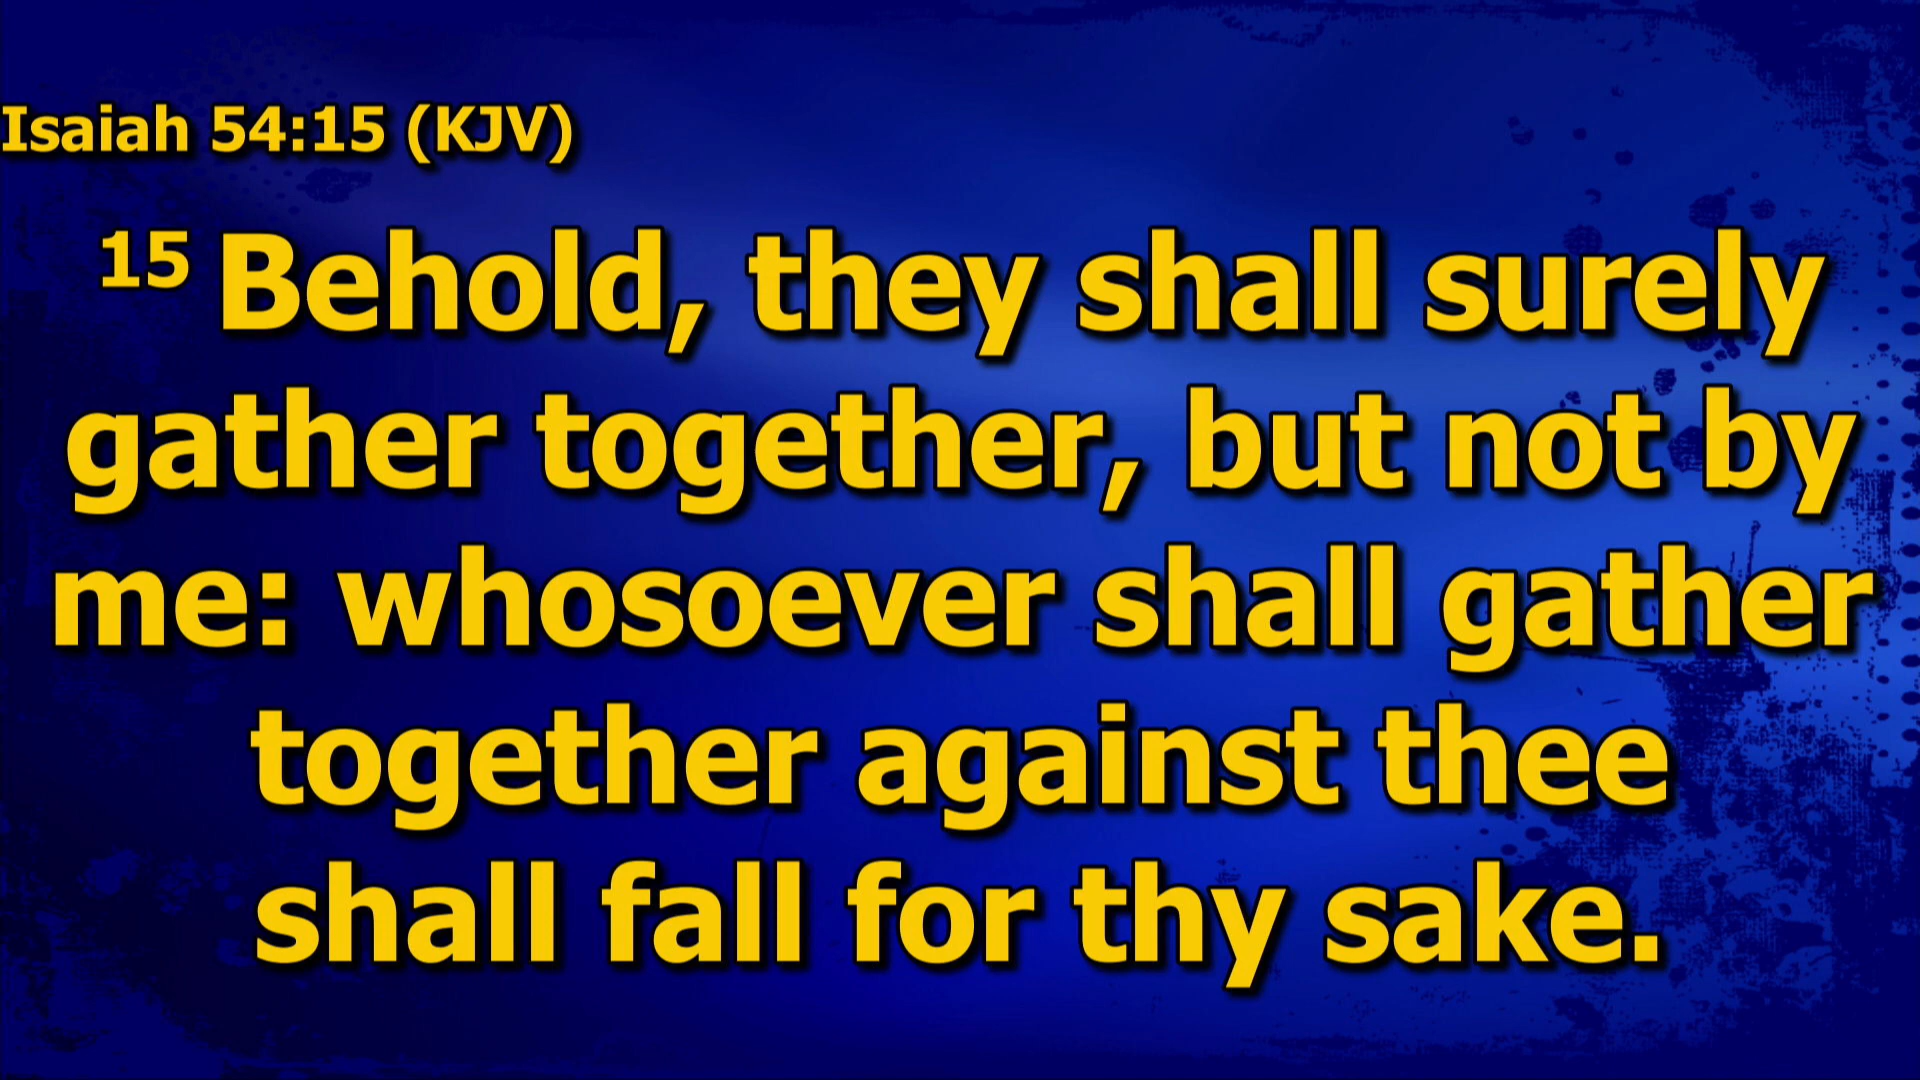 Isaiah 54:15 (KJV)
15 Behold, they shall surely
gather together, but not by
me: whosoever shall gather
together against thee
shall fall for thy sake.